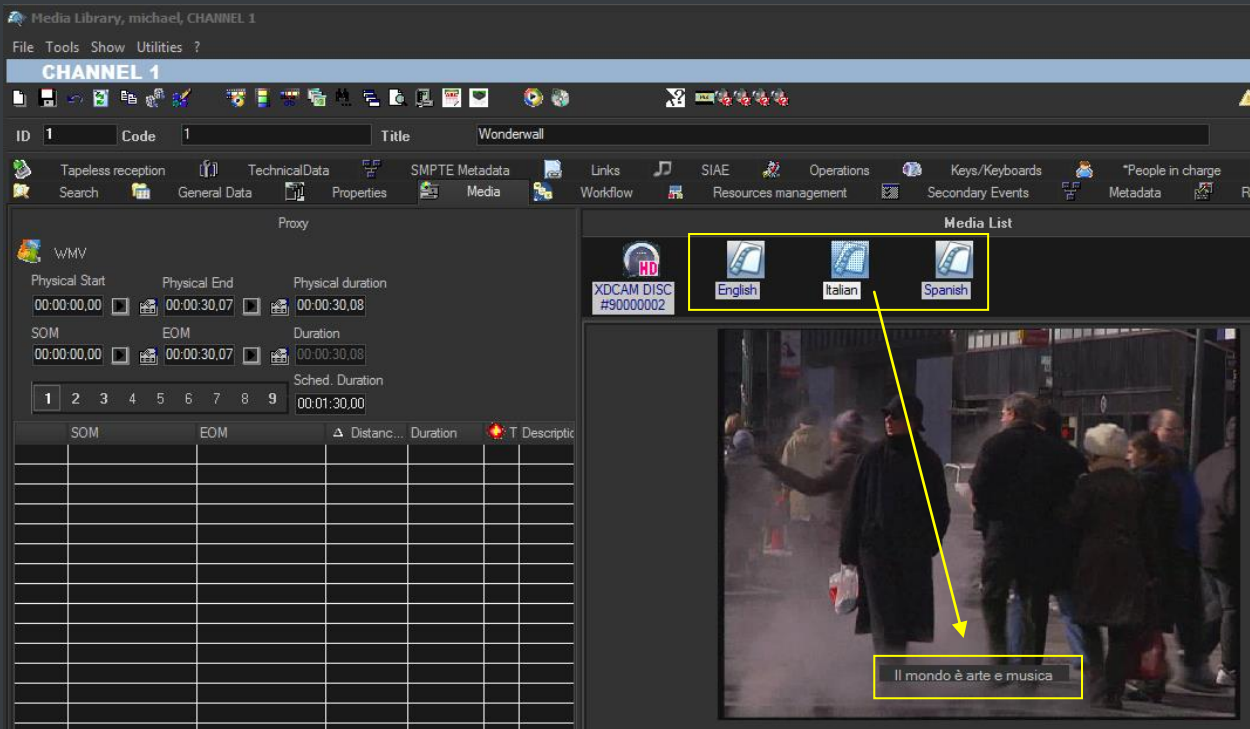 Media Library, michael, CHANNEL 1
File Tools Show Utilities ?
CHANNEL 1
ID 1 Code 1 Title Wonderwall
Tapeless reception TechnicalData SMPTE Metadata Links SIAE Operations Keys/Keyboards *People in charge
Search General Data Properties Media Workflow Resources management Secondary Events Metadata R
Proxy
WMV
Physical Start Physical End Physical duration
00:00:00,00 00:00:30,07 00:00:30,08
SOM EOM Duration
00:00:00,00 00:00:30,07 00:00:30,08
Sched. Duration
1 2 3 4 5 6 7 8 9 00:01:30,00
SOM EOM Distanc... Duration T Descriptic
Media List
HD
XDCAM DISC
#90000002
English Italian Spanish
Il mondo è arte e musica